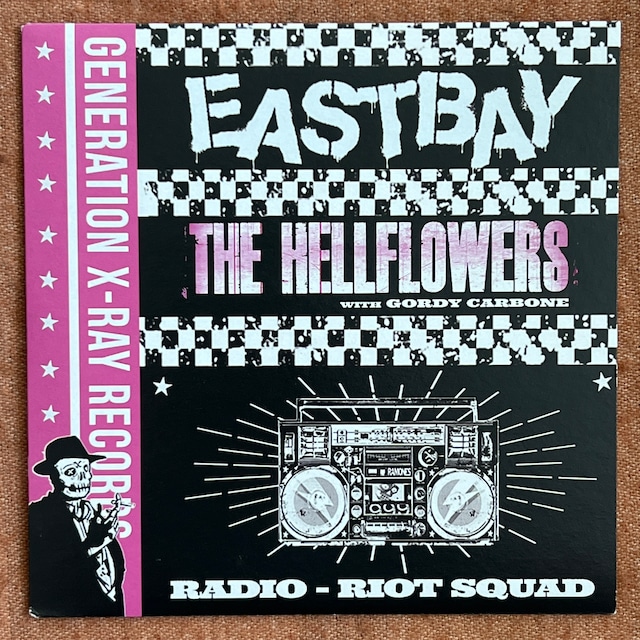 GENERATION X-RAY RECORDS
EASTBAY
THE HELLFLOWERS
WITH GORDY CARBONE
RAMONES
RADIO - RIOT SQUAD